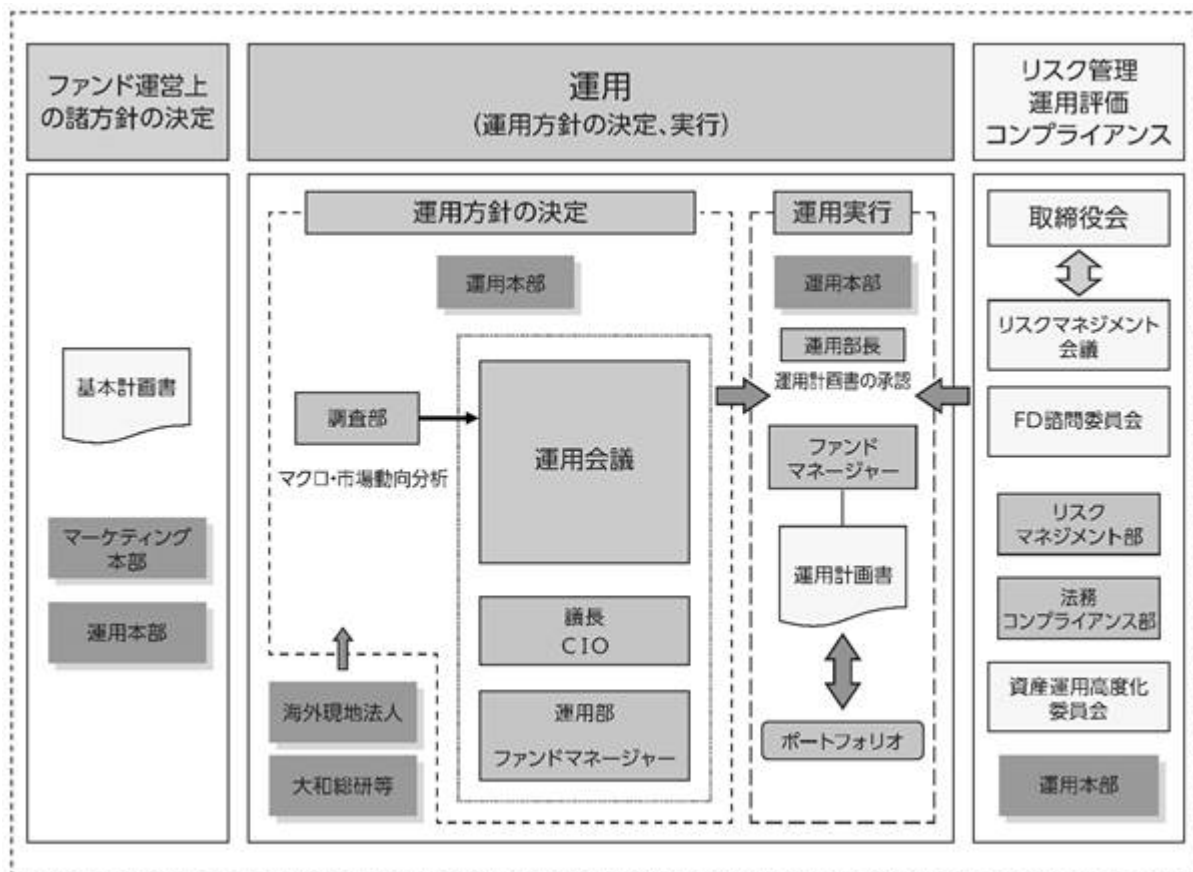 ファンド運営上
の諸方針の決定
運用
(運用方針の決定、実行)
リスク管理
運用評価
コンプライアンス
基本計画書
マーケティング
本部
運用本部
運用方針の決定
運用本部
調査部
マクロ・市場動向分析
運用会議
議長
CIO
運用部
ファンドマネージャー
海外現地法人
大和総研等
運用実行
運用本部
運用部長
運用計画書の承認
ファンド
マネージャー
運用計画書
ポートフォリオ
取締役会
リスクマネジメント
会議
FD諮問委員会
リスク
マネジメント部
法務
コンプライアンス部
資産運用高度化
委員会
運用本部